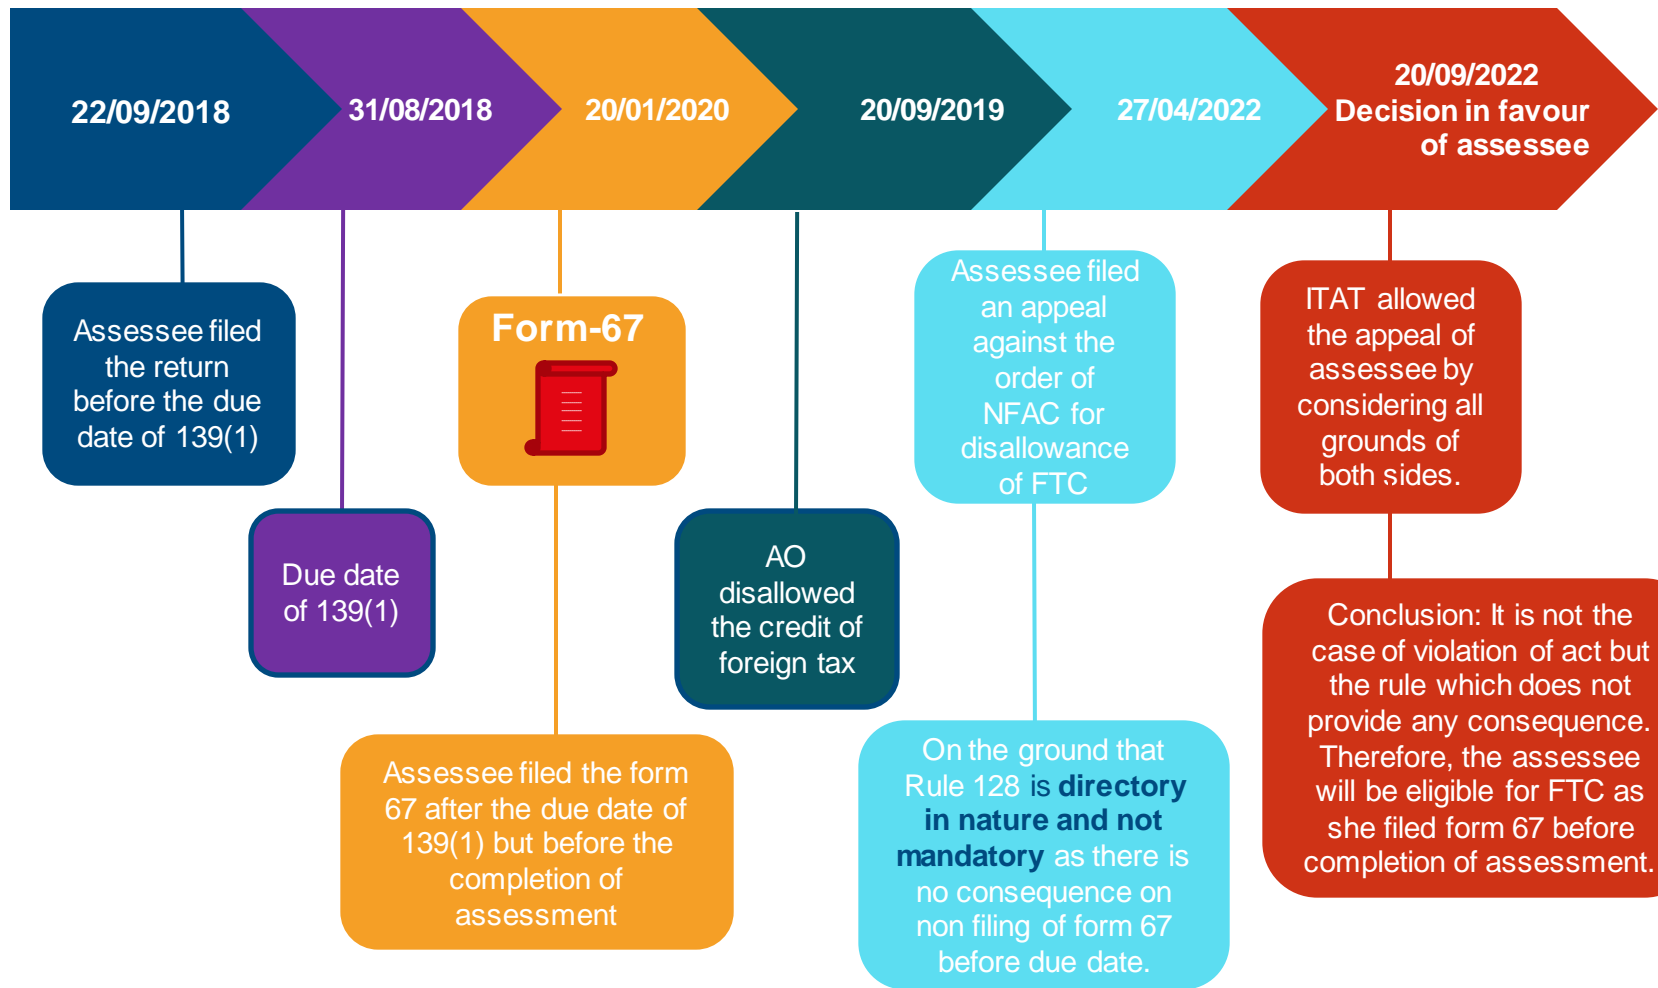 22/09/2018
31/08/2018
20/01/2020
20/09/2019
27/04/2022
20/09/2022
Decision in favour
of assessee
Assessee filed
the return
before the due
date of 139(1)
Due date
of 139(1)
Form-67
Assessee filed the form
67 after the due date of
139(1) but before the
completion of
assessment
AO
disallowed
the credit of
foreign tax
Assessee filed
an appeal
against the
order of
NFAC for
disallowance
of FTC
On the ground that
Rule 128 is directory
in nature and not
mandatory as there is
no consequence on
non filing of form 67
before due date.
ITAT allowed
the appeal of
assessee by
considering all
grounds of
both sides.
Conclusion: It is not the
case of violation of act but
the rule which does not
provide any consequence.
Therefore, the assessee
will be eligible for FTC as
she filed form 67 before
completion of assessment.